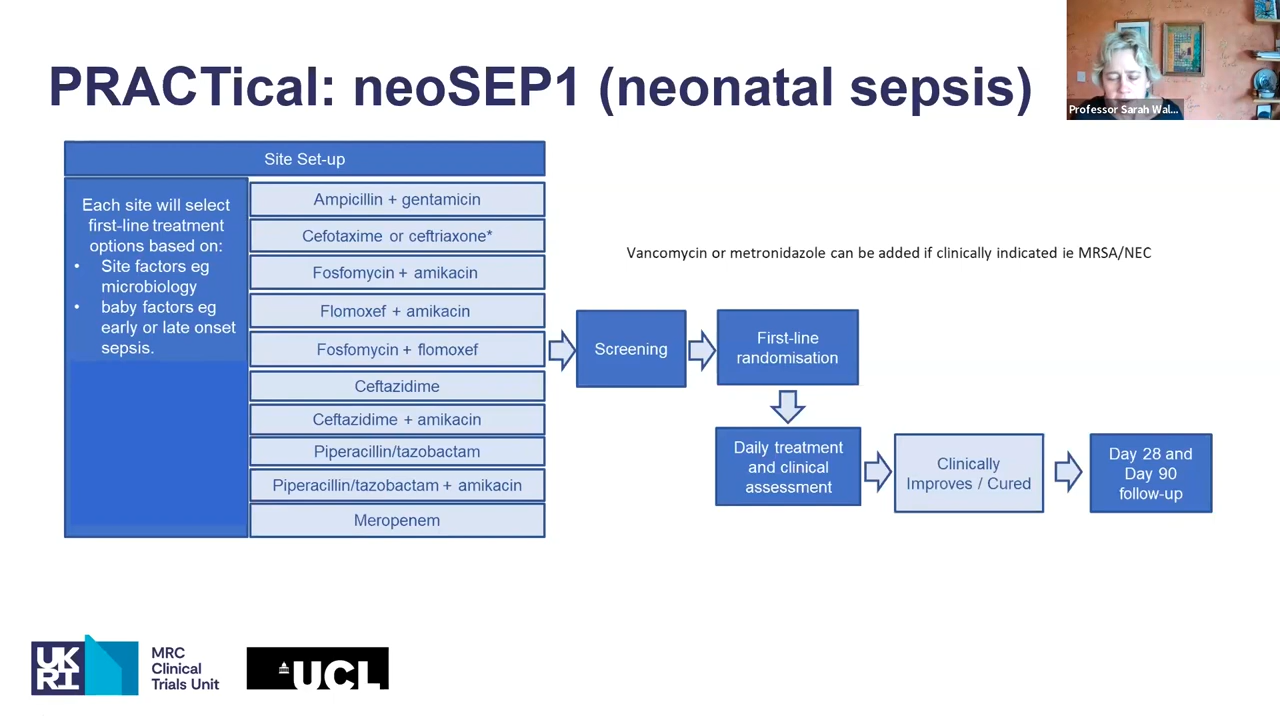 PRACTical: neoSEP1 (neonatal sepsis)
Professor Sarah Wal...
Site Set-up
Each site will select
first-line treatment
options based on:
• Site factors eg
microbiology
• baby factors eg
early or late onset
sepsis.
Ampicillin + gentamicin
Cefotaxime or ceftriaxone*
Fosfomycin + amikacin
Flomoxef + amikacin
Fosfomycin + flomoxef
Ceftazidime
Ceftazidime + amikacin
Piperacillin/tazobactam
Piperacillin/tazobactam + amikacin
Meropenem
Vancomycin or metronidazole can be added if clinically indicated ie MRSA/NEC
Screening
First-line
randomisation
Daily treatment
and clinical
assessment
Clinically
Improves / Cured
Day 28 and
Day 90
follow-up
UK
RI
MRC
Clinical
Trials Unit
UCL